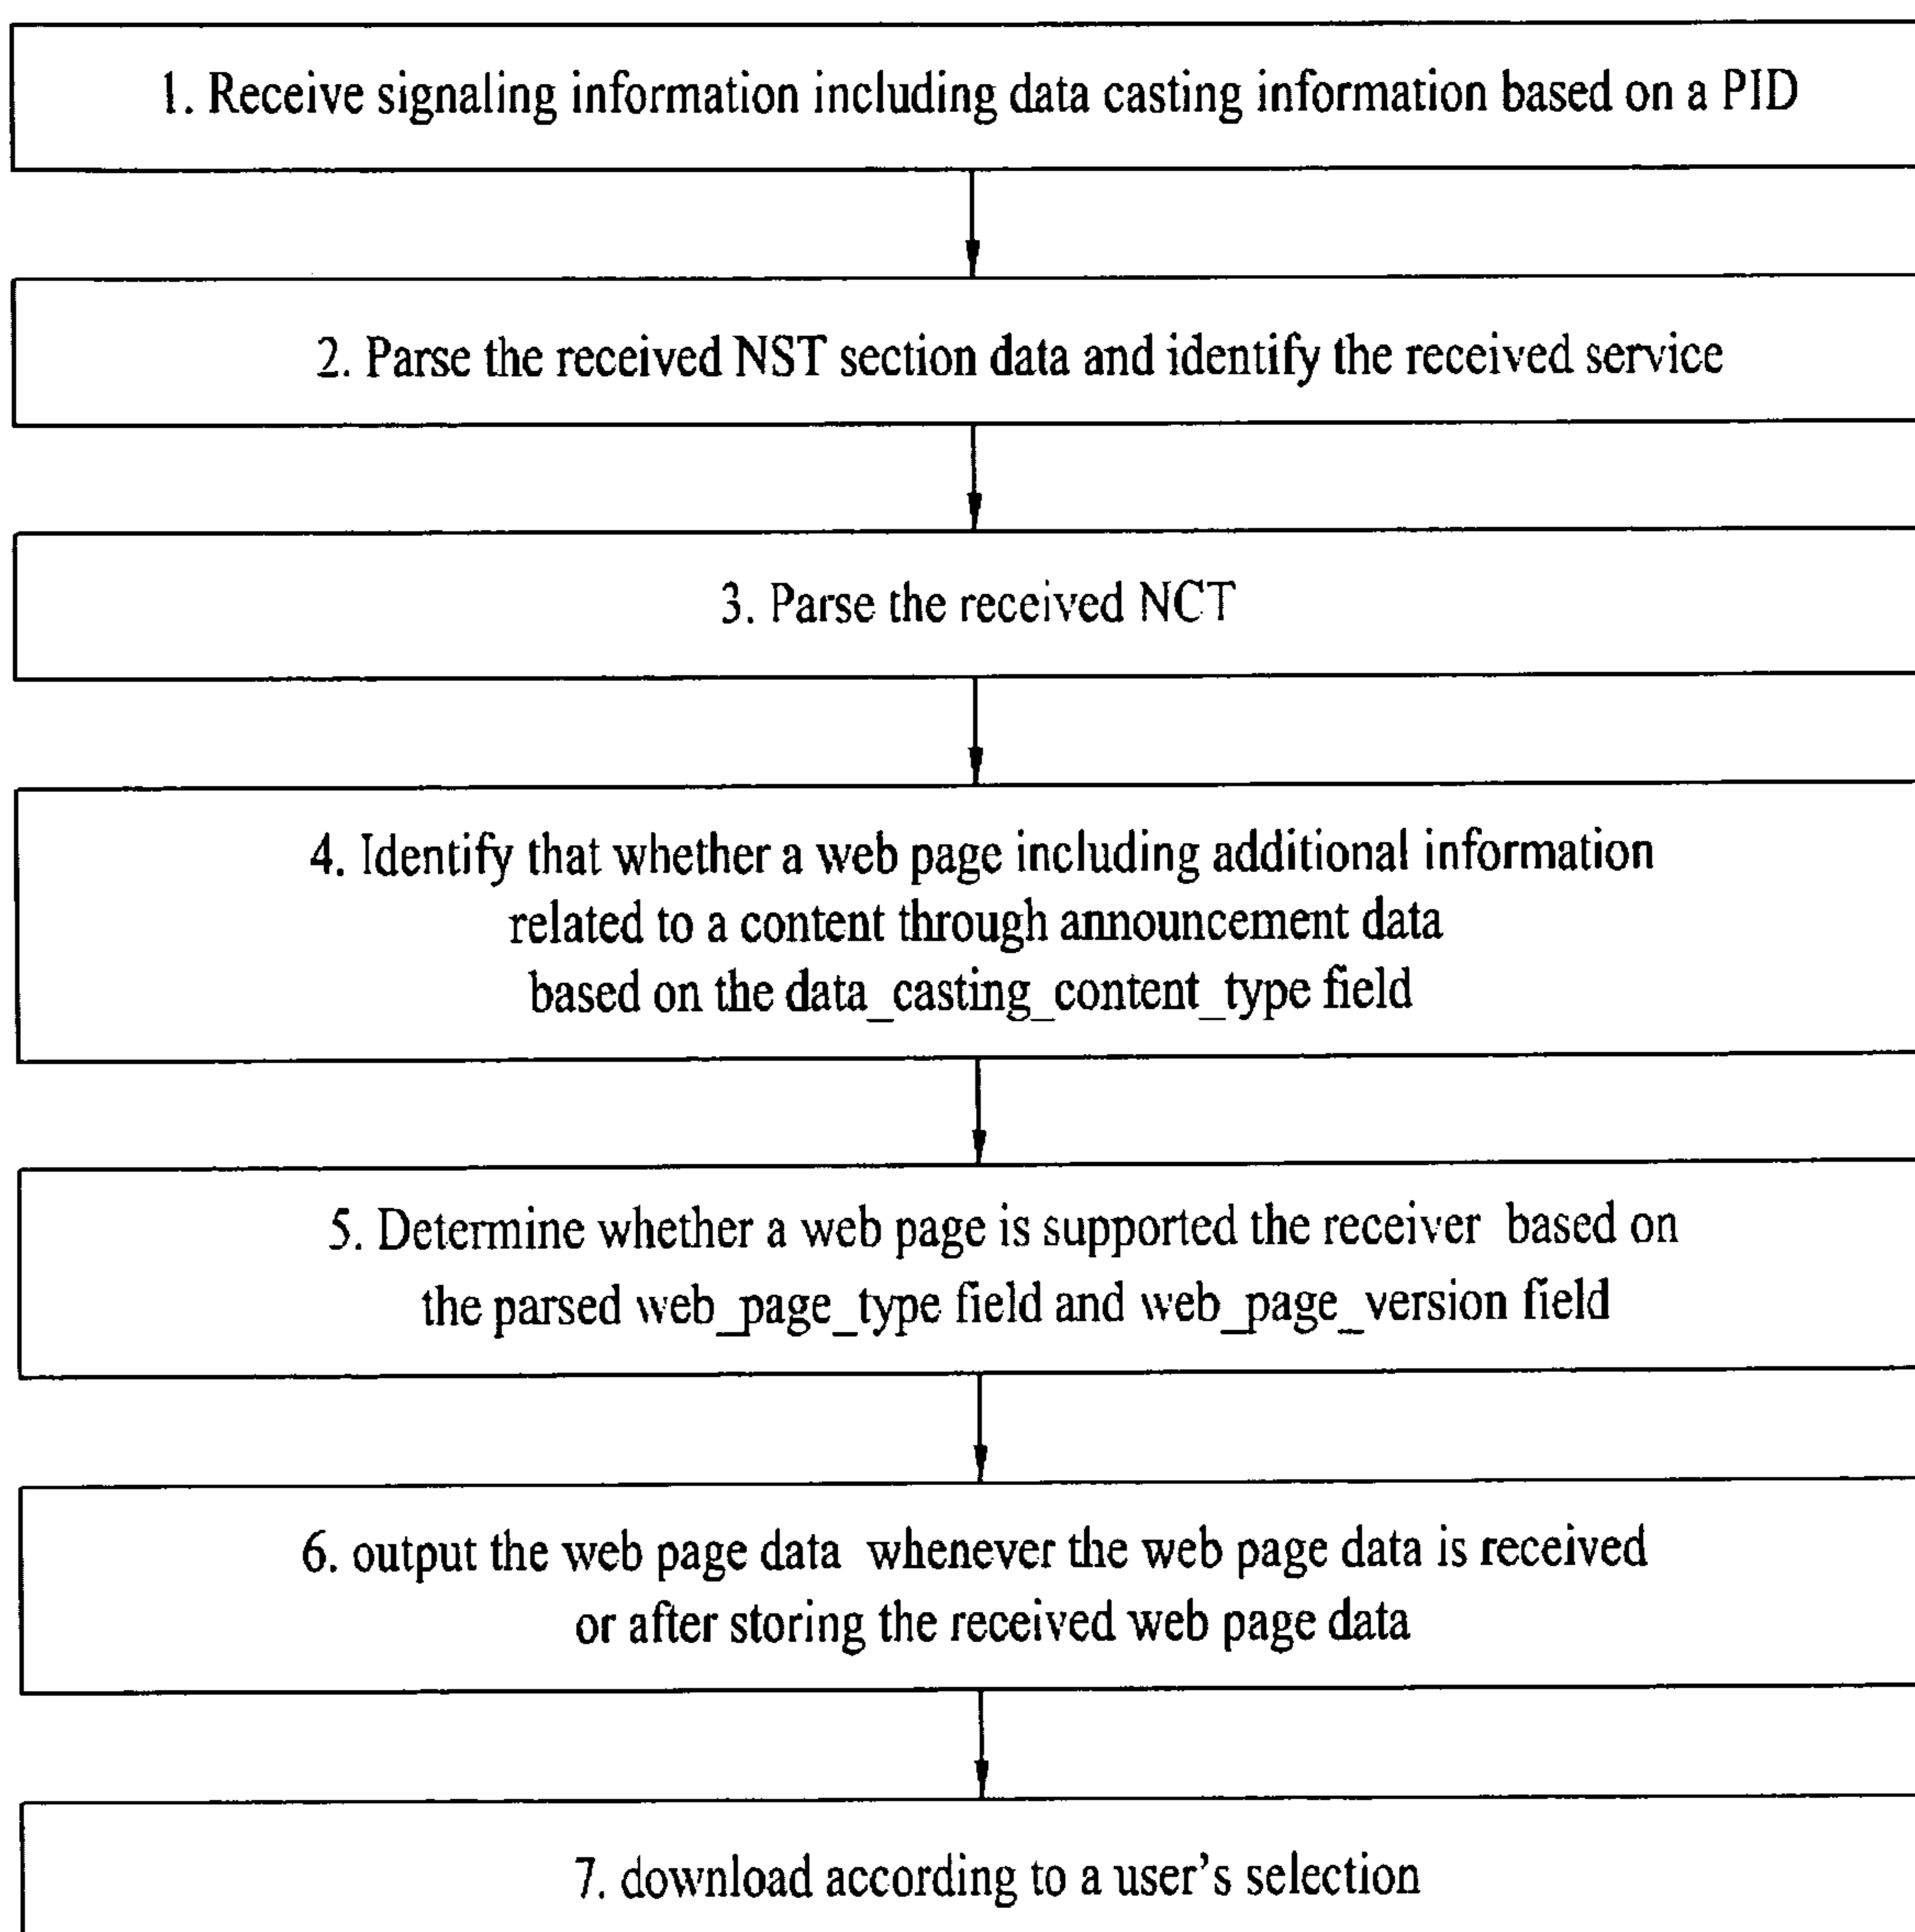 1. Receive signaling information including data casting information based on a PID
2. Parse the received NST section data and identify the received service
3. Parse the received NCT
4. Identify that whether a web page including additional information
related to a content through announcement data
based on the data_casting_content_type field
5. Determine whether a web page is supported the receiver based on
the parsed web_page_type field and web_page_version field
6. output the web page data whenever the web page data is received
or after storing the received web page data
7. download according to a user's selection